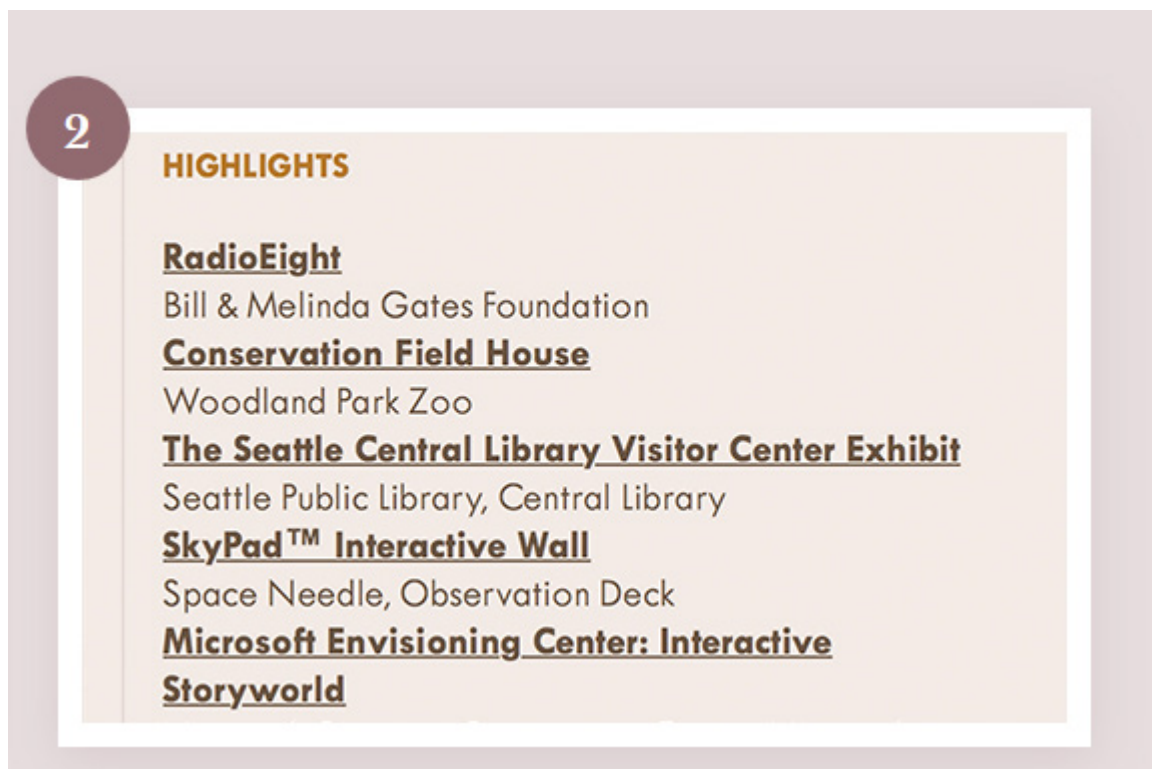 2
HIGHLIGHTS
RadioEight
Bill & Melinda Gates Foundation
Conservation Field House
Woodland Park Zoo
The Seattle Central Library Visitor Center Exhibit
Seattle Public Library, Central Library
SkyPad™ Interactive Wall
Space Needle, Observation Deck
Microsoft Envisioning Center: Interactive
Storyworld